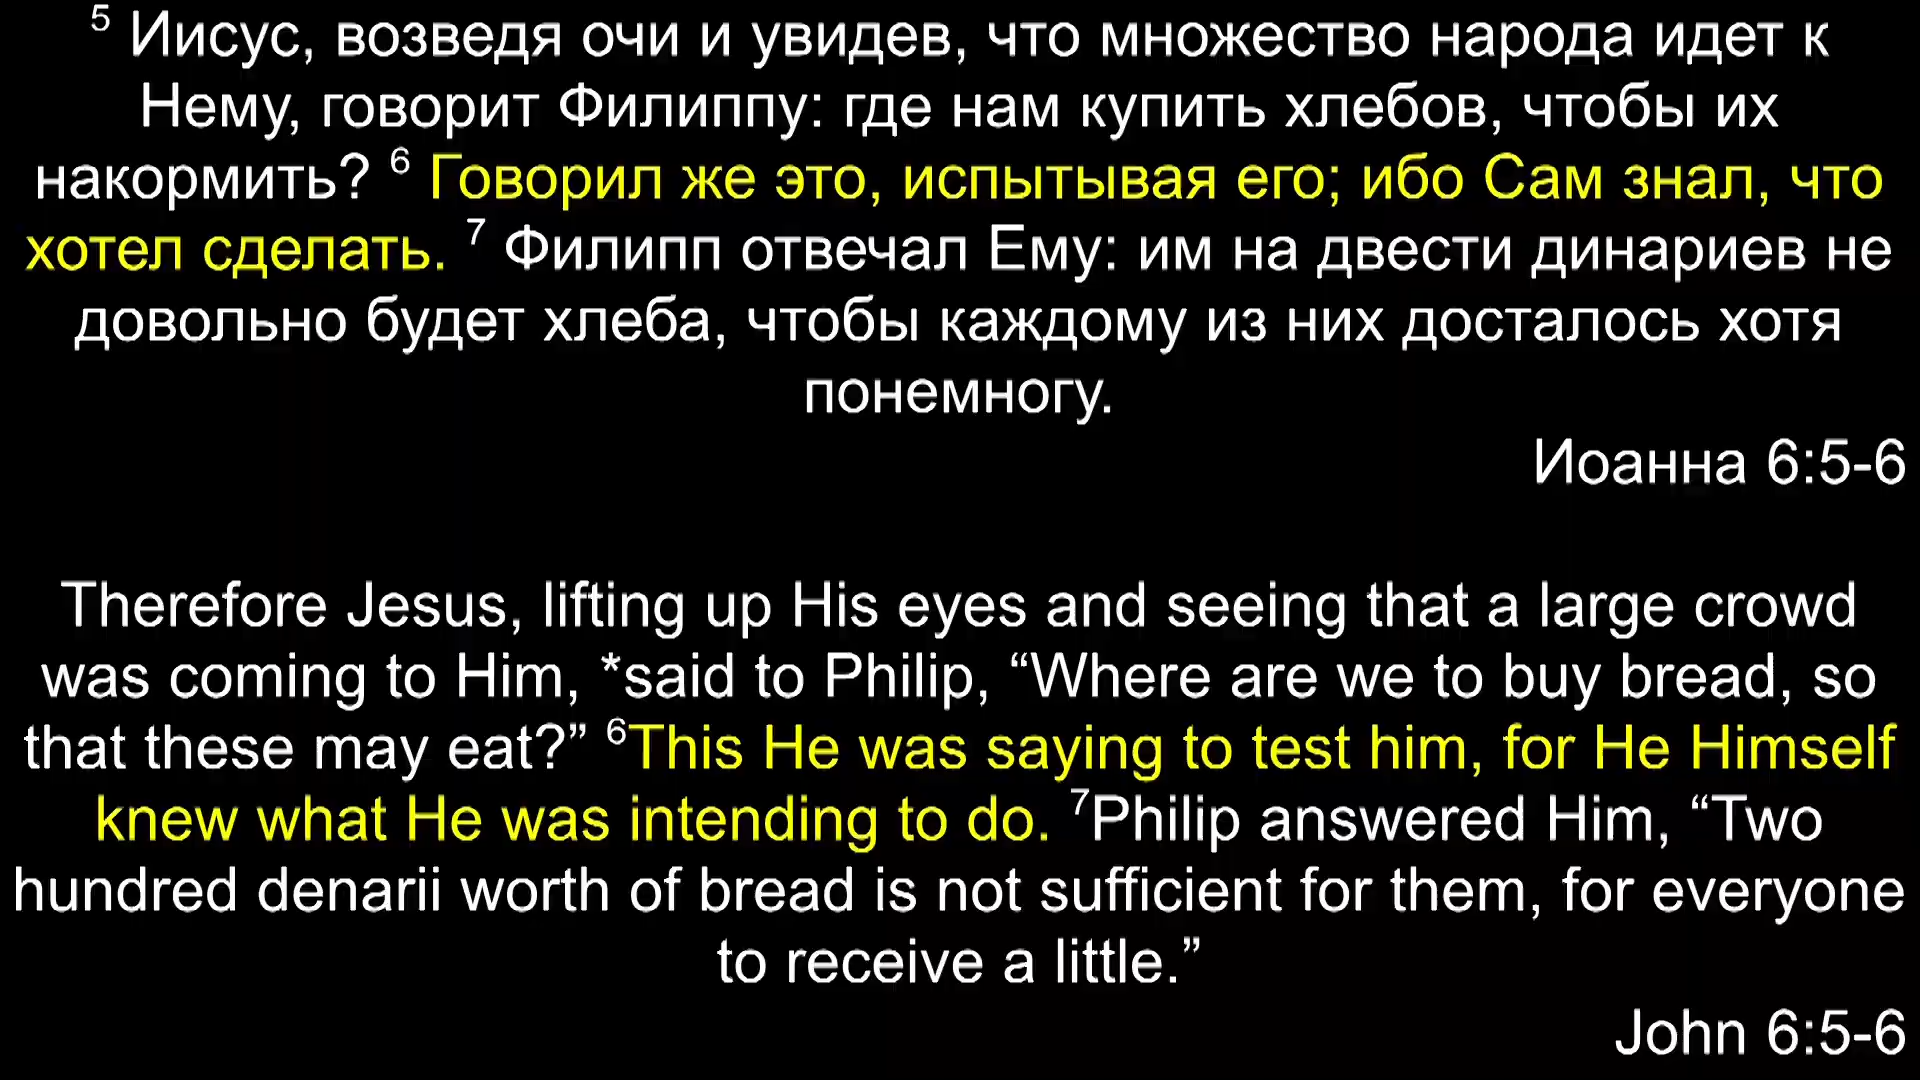 ⁵ Иисус, возведя очи и увидев, что множество народа идет к
Нему, говорит Филиппу: где нам купить хлебов, чтобы их
накормить? ⁶ Говорил же это, испытывая его; ибо Сам знал, что
хотел сделать. ⁷ Филипп отвечал Ему: им на двести динариев не
довольно будет хлеба, чтобы каждому из них досталось хотя
понемногу.
Иоанна 6:5-6
Therefore Jesus, lifting up His eyes and seeing that a large crowd
was coming to Him, *said to Philip, “Where are we to buy bread, so
that these may eat?” ⁶This He was saying to test him, for He Himself
knew what He was intending to do. ⁷Philip answered Him, “Two
hundred denarii worth of bread is not sufficient for them, for everyone
to receive a little.”
John 6:5-6